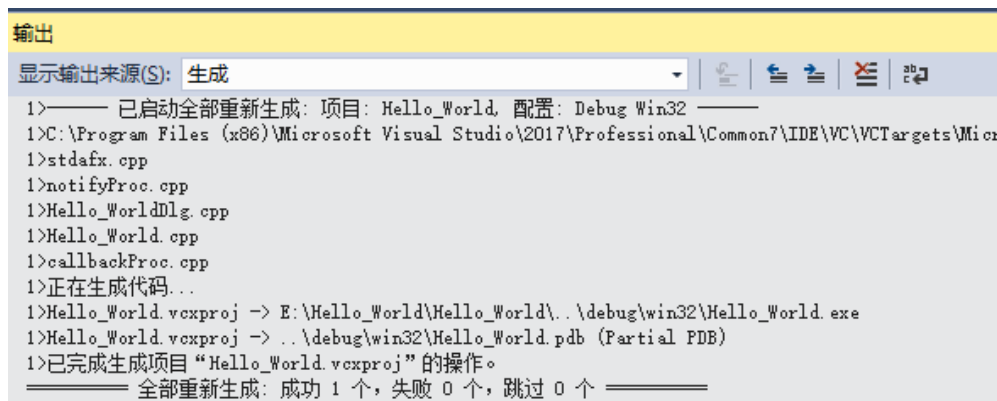 输出
显示输出来源(S): 生成
1>—— 已启动全部重新生成: 项目: Hello_World, 配置: Debug Win32 ——
1>C:\Program Files (x86)\Microsoft Visual Studio\2017\Professional\Common7\IDE\VC\VCTargets\Micr
1>stdafx.cpp
1>notifyProc.cpp
1>Hello_WorldDlg.cpp
1>Hello_World.cpp
1>callbackProc.cpp
1>正在生成代码...
1>Hello_World.vcxproj -> E:\Hello_World\Hello_World\..\debug\win32\Hello_World.exe
1>Hello_World.vcxproj -> ..\debug\win32\Hello_World.pdb (Partial PDB)
1>已完成生成项目“Hello_World.vcxproj”的操作。
========== 全部重新生成: 成功 1 个，失败 0 个，跳过 0 个 ==========